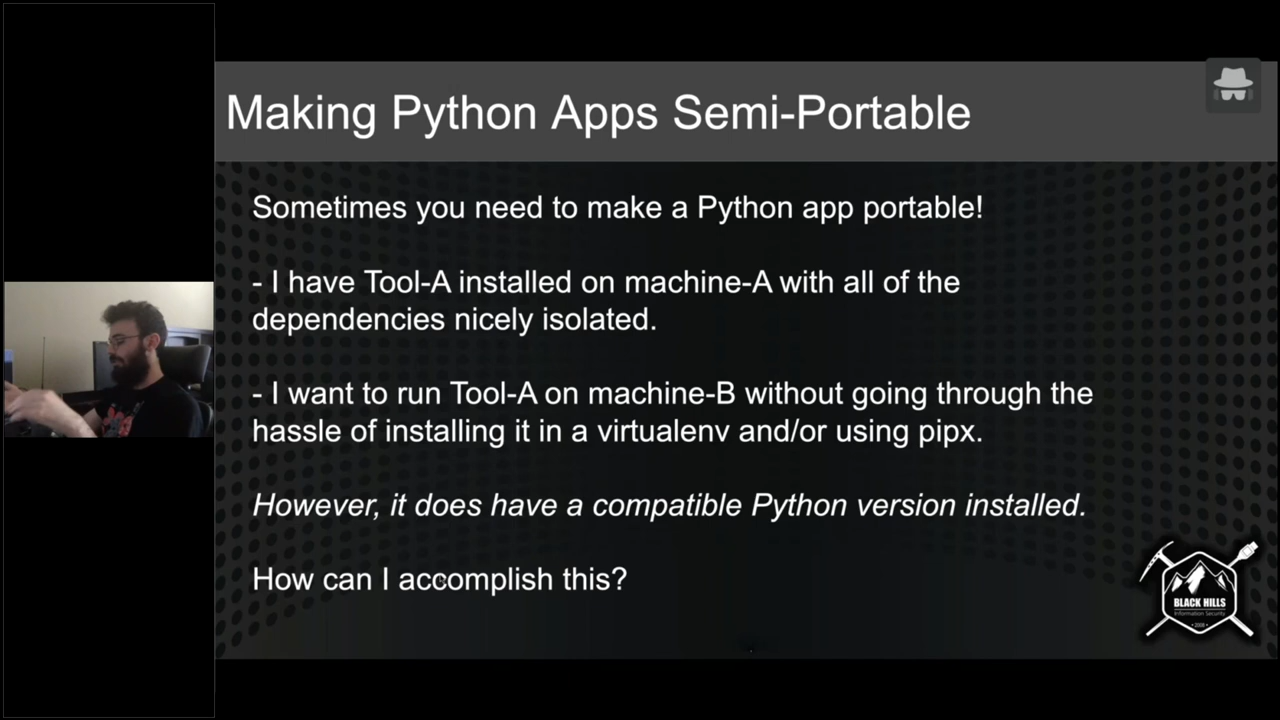 Making Python Apps Semi-Portable
Sometimes you need to make a Python app portable!
- I have Tool-A installed on machine-A with all of the
dependencies nicely isolated.
- I want to run Tool-A on machine-B without going through the
hassle of installing it in a virtualenv and/or using pipx.
However, it does have a compatible Python version installed.
How can I accomplish this?
BLACK HILLS
Information Security
• 2008 •